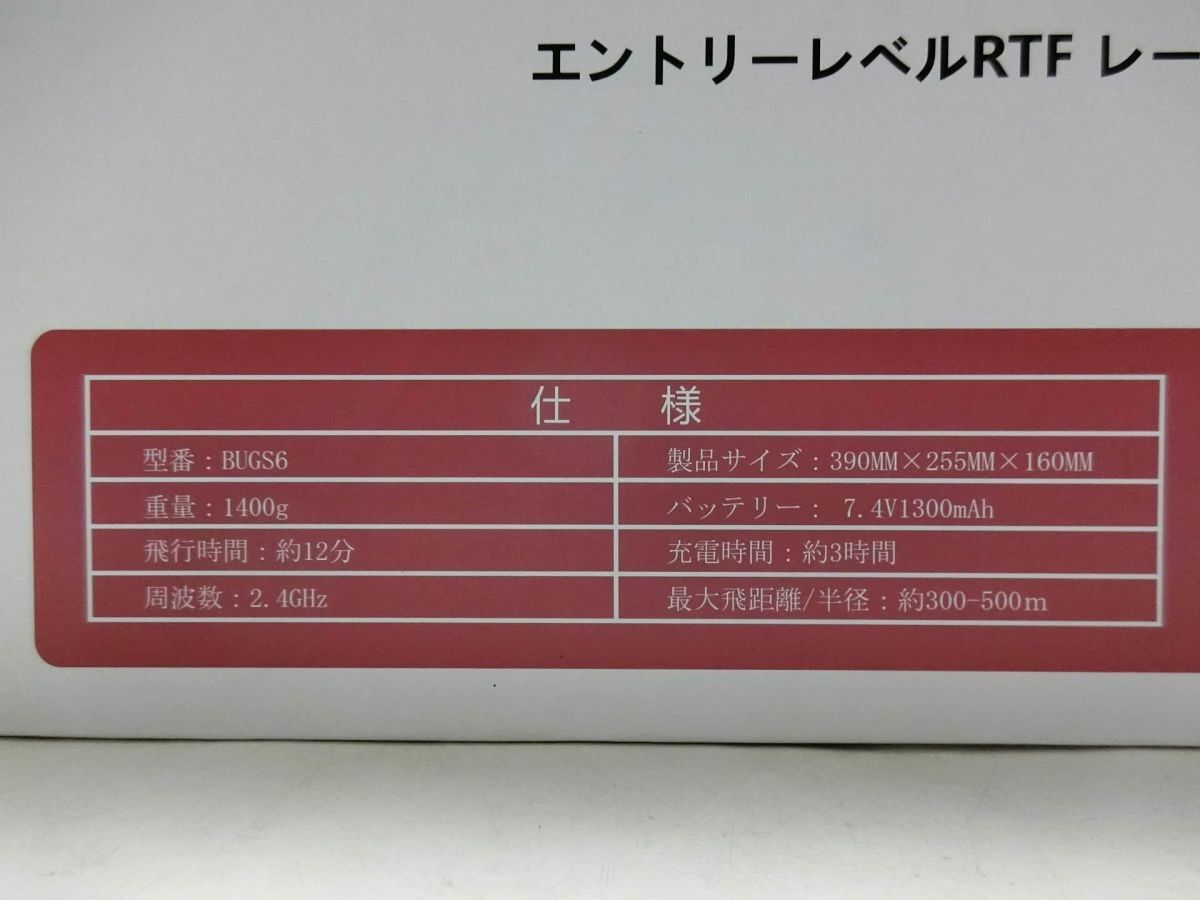 エントリーレベルRTF レー
仕 様
型番：BUGS6
製品サイズ：390MM×255MM×160MM
重量：1400g
バッテリー： 7.4V1300mAh
飛行時間：約12分
充電時間：約3時間
周波数：2.4GHz
最大飛距離/半径：約300-500m